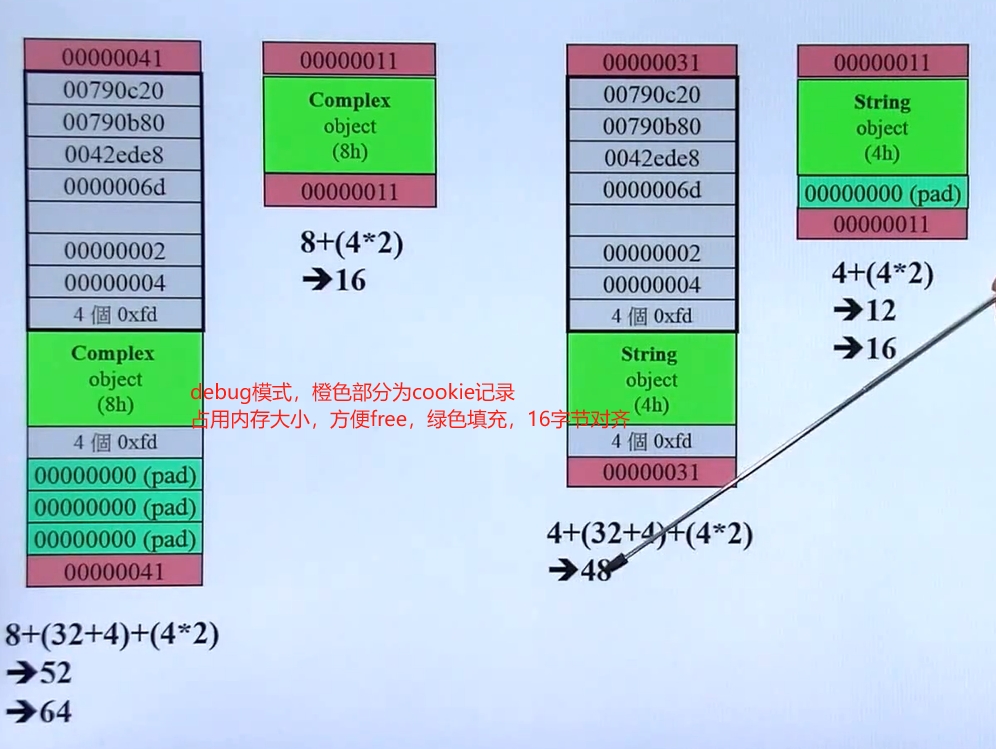 00000041
00790c20
00790b80
0042ede8
0000006d
00000002
00000004
4 個 0xfd
Complex
object
(8h)
4 個 0xfd
00000000 (pad)
00000000 (pad)
00000000 (pad)
00000041
8+(32+4)+(4*2)
➔52
➔64
00000011
Complex
object
(8h)
00000011
8+(4*2)
➔16
debug模式，橙色部分为cookie记录
占用内存大小，方便free，绿色填充，16字节对齐
00000031
00790c20
00790b80
0042ede8
0000006d
00000002
00000004
4 個 0xfd
String
object
(4h)
4 個 0xfd
00000031
4+(32+4)+(4*2)
➔48
00000011
String
object
(4h)
00000000 (pad)
00000011
4+(4*2)
➔12
➔16